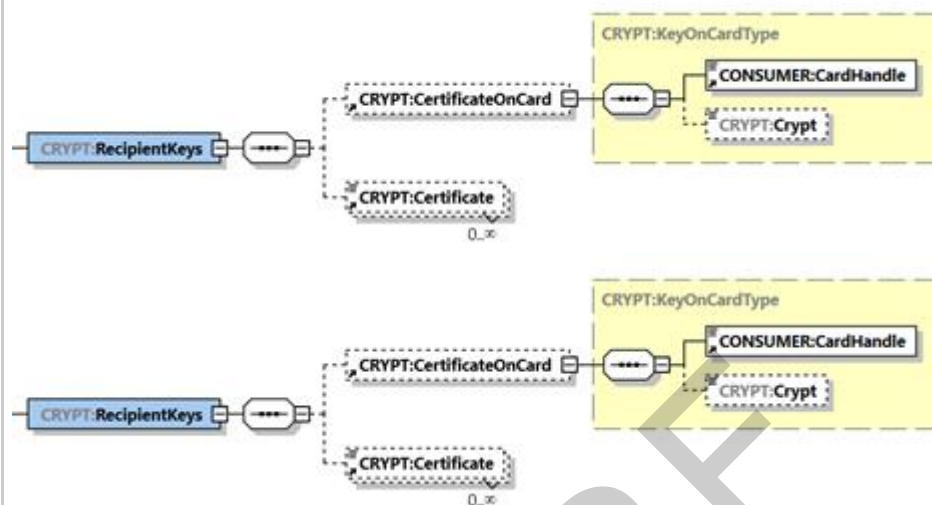 CRYPT:KeyOnCardType
CONSUMER:CardHandle
CRYPT:CertificateOnCard
CRYPT:Crypt
CRYPT:RecipientKeys
CRYPT:Certificate
0..∞
CRYPT:KeyOnCardType
CONSUMER:CardHandle
CRYPT:CertificateOnCard
CRYPT:Crypt
CRYPT:RecipientKeys
CRYPT:Certificate
0..∞